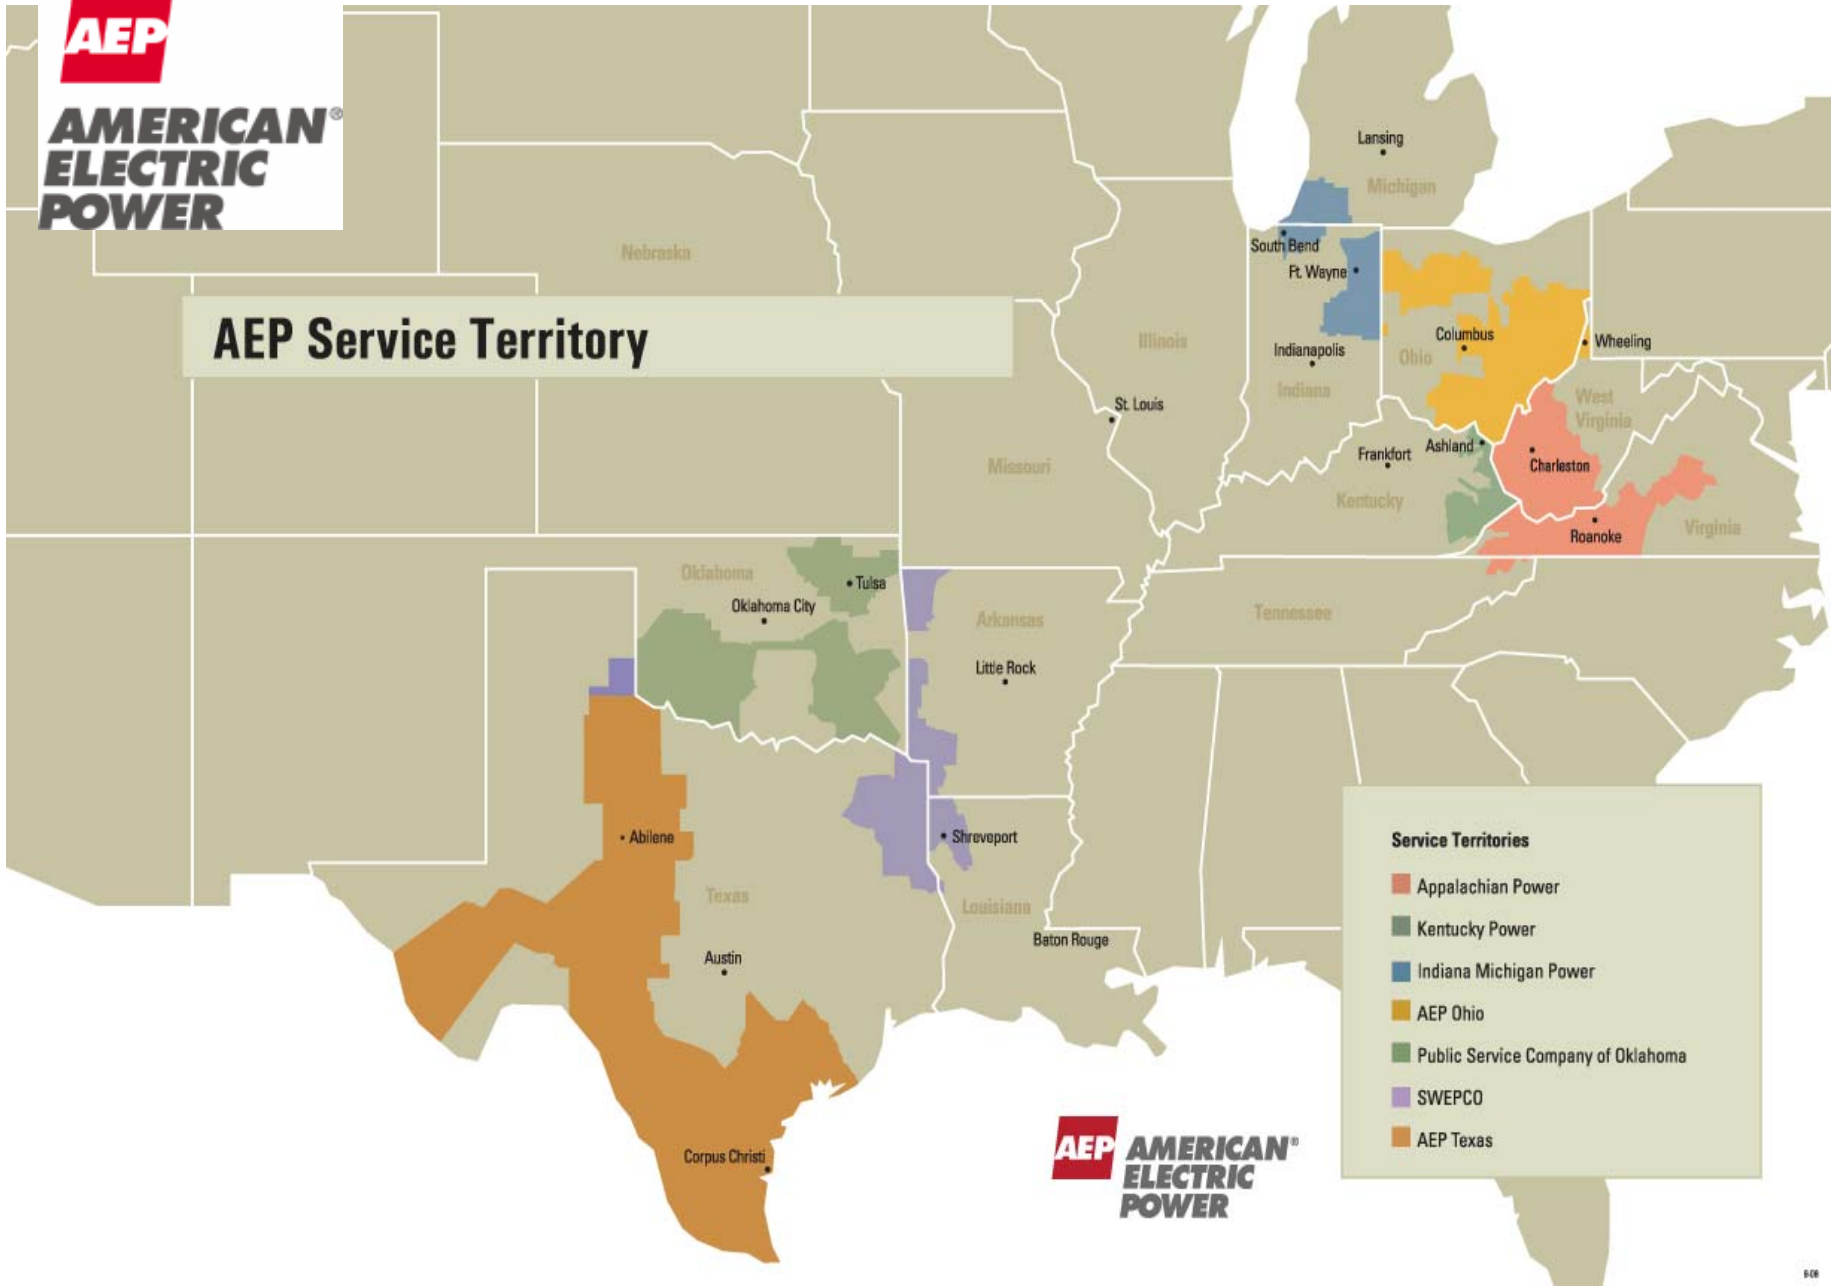 AEP
AMERICAN®
ELECTRIC
POWER
Lansing
Michigan
Nebraska
South Bend
Ft. Wayne
AEP Service Territory
Illinois
Indianapolis
Indiana
Columbus
Ohio
Wheeling
West
Virginia
St. Louis
Missouri
Frankfort
Ashland
Charleston
Kentucky
Roanoke
Virginia
Oklahoma
Tulsa
Oklahoma City
Arkansas
Tennessee
Little Rock
Abilene
Shreveport
Texas
Louisiana
Baton Rouge
Austin
Corpus Christi
Service Territories
Appalachian Power
Kentucky Power
Indiana Michigan Power
AEP Ohio
Public Service Company of Oklahoma
SWEPCO
AEP Texas
AEP
AMERICAN®
ELECTRIC
POWER